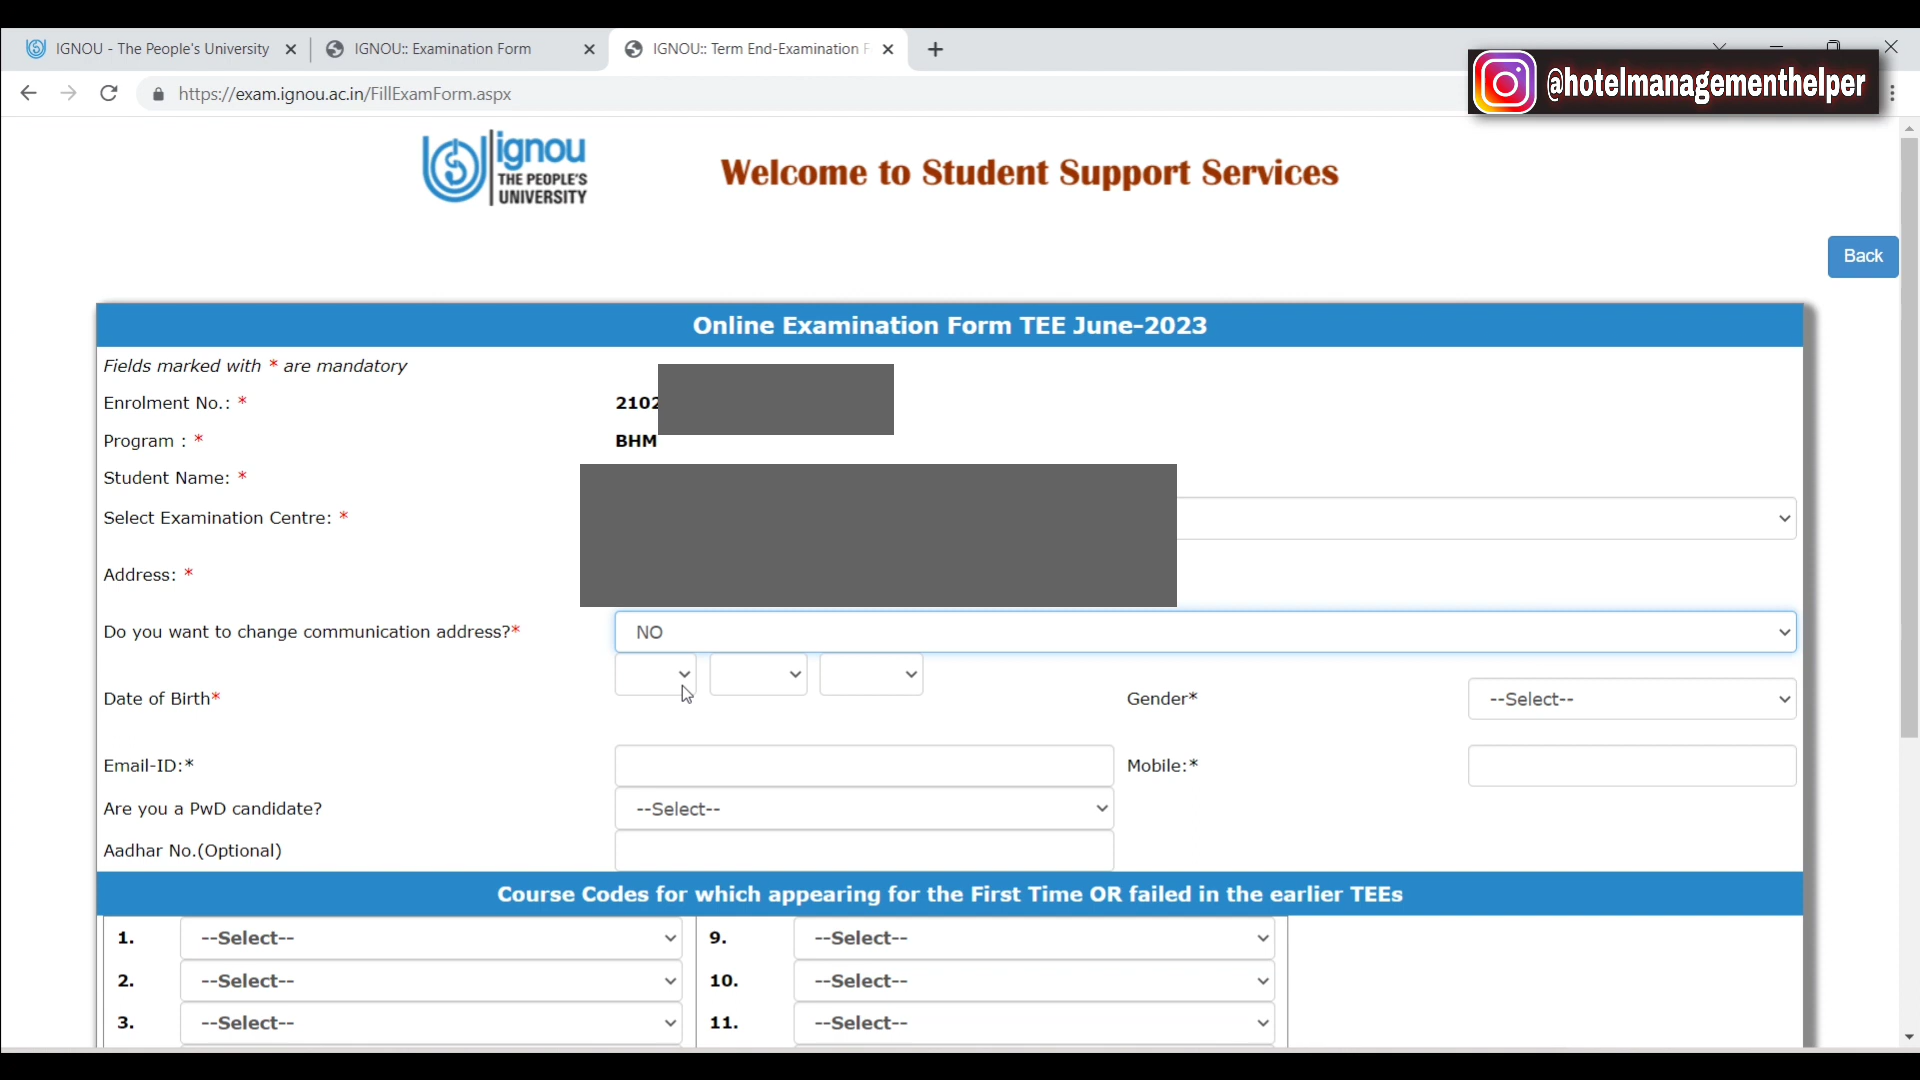 IGNOU - The People's University
IGNOU:: Examination Form
IGNOU:: Term End-Examination F
https://exam.ignou.ac.in/FillExamForm.aspx
@hotelmanagementhelper
ignou
THE PEOPLE'S
UNIVERSITY
Welcome to Student Support Services
Back
Online Examination Form TEE June-2023
Fields marked with * are mandatory
Enrolment No.: * 2102
Program : * BHM
Student Name: *
Select Examination Centre: *
Address: *
Do you want to change communication address?* NO
Date of Birth* Gender* --Select--
Email-ID:* Mobile:*
Are you a PwD candidate? --Select--
Aadhar No.(Optional)
Course Codes for which appearing for the First Time OR failed in the earlier TEEs
1. --Select-- 9. --Select--
2. --Select-- 10. --Select--
3. --Select-- 11. --Select--